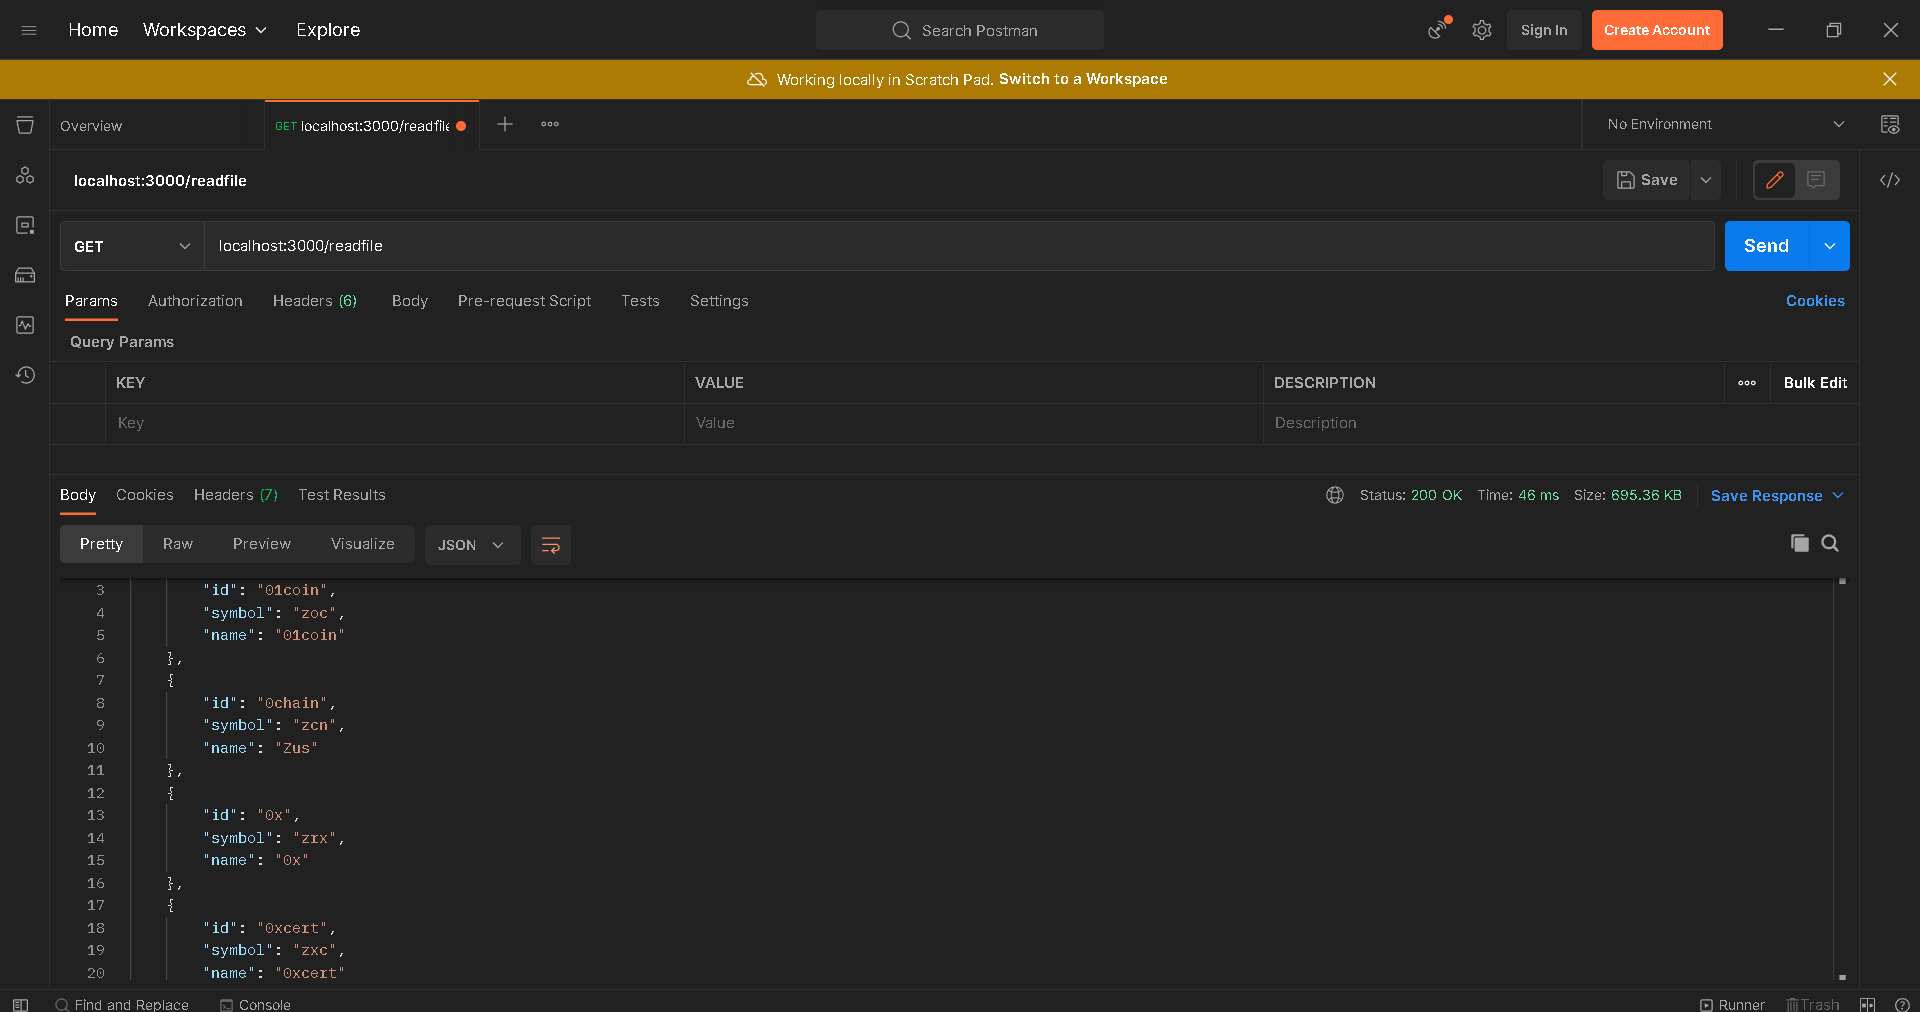 Home Workspaces Explore Search Postman Sign In Create Account
Working locally in Scratch Pad. Switch to a Workspace
Overview GET localhost:3000/readfile No Environment
localhost:3000/readfile Save
GET localhost:3000/readfile Send
Params Authorization Headers (6) Body Pre-request Script Tests Settings Cookies
Query Params
KEY VALUE DESCRIPTION Bulk Edit
Key Value Description
Body Cookies Headers (7) Test Results Status: 200 OK Time: 46 ms Size: 695.36 KB Save Response
Pretty Raw Preview Visualize JSON
3 "id": "01coin",
4 "symbol": "zoc",
5 "name": "01coin"
6 },
7 {
8 "id": "0chain",
9 "symbol": "zcn",
10 "name": "Zus"
11 },
12 {
13 "id": "0x",
14 "symbol": "zrx",
15 "name": "0x"
16 },
17 {
18 "id": "0xcert",
19 "symbol": "zxc",
20 "name": "0xcert"
Find and Replace Console Runner Trash